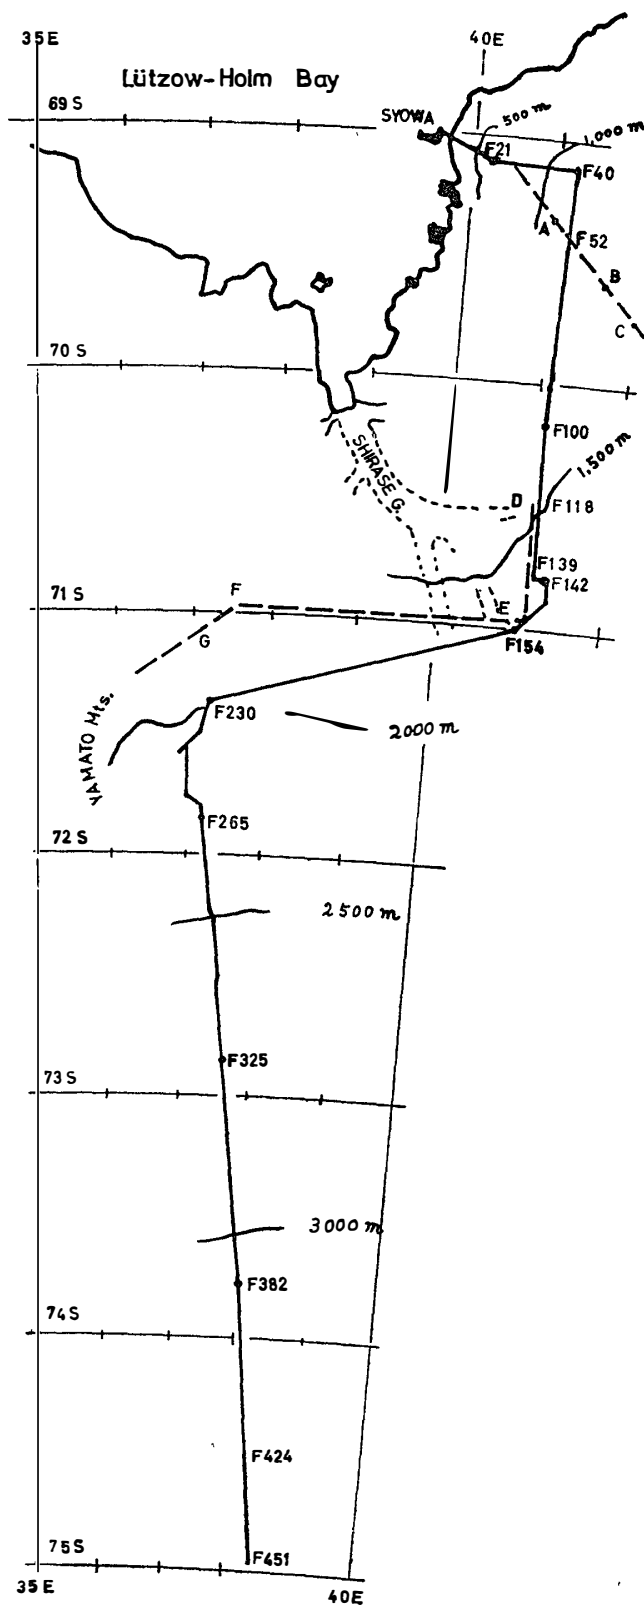 35E
40E
Lützow-Holm Bay
69 S
SYOWA
500 m
1,000 m
F21
F40
A
F52
B
C
70 S
F100
SHIRASE G.
1,500 m
D
F118
F139
F142
71 S
F
E
G
F154
YAMATO Mts.
F230
2000 m
F265
72 S
2500 m
F325
73 S
3000 m
F382
74 S
F424
75 S
F451
35E
40E